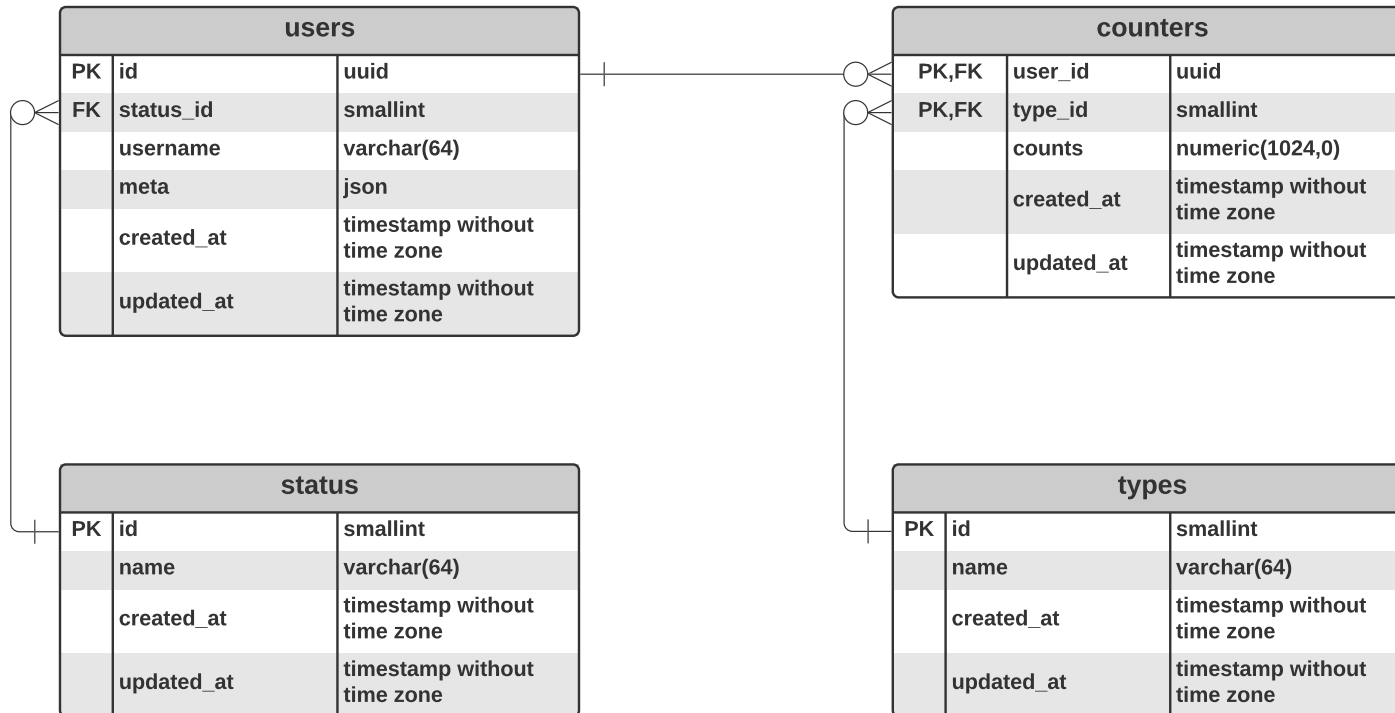 users
PK id uuid
FK status_id smallint
username varchar(64)
meta json
created_at timestamp without
time zone
updated_at timestamp without
time zone
counters
PK,FK user_id uuid
PK,FK type_id smallint
counts numeric(1024,0)
created_at timestamp without
time zone
updated_at timestamp without
time zone
status
PK id smallint
name varchar(64)
created_at timestamp without
time zone
updated_at timestamp without
time zone
types
PK id smallint
name varchar(64)
created_at timestamp without
time zone
updated_at timestamp without
time zone